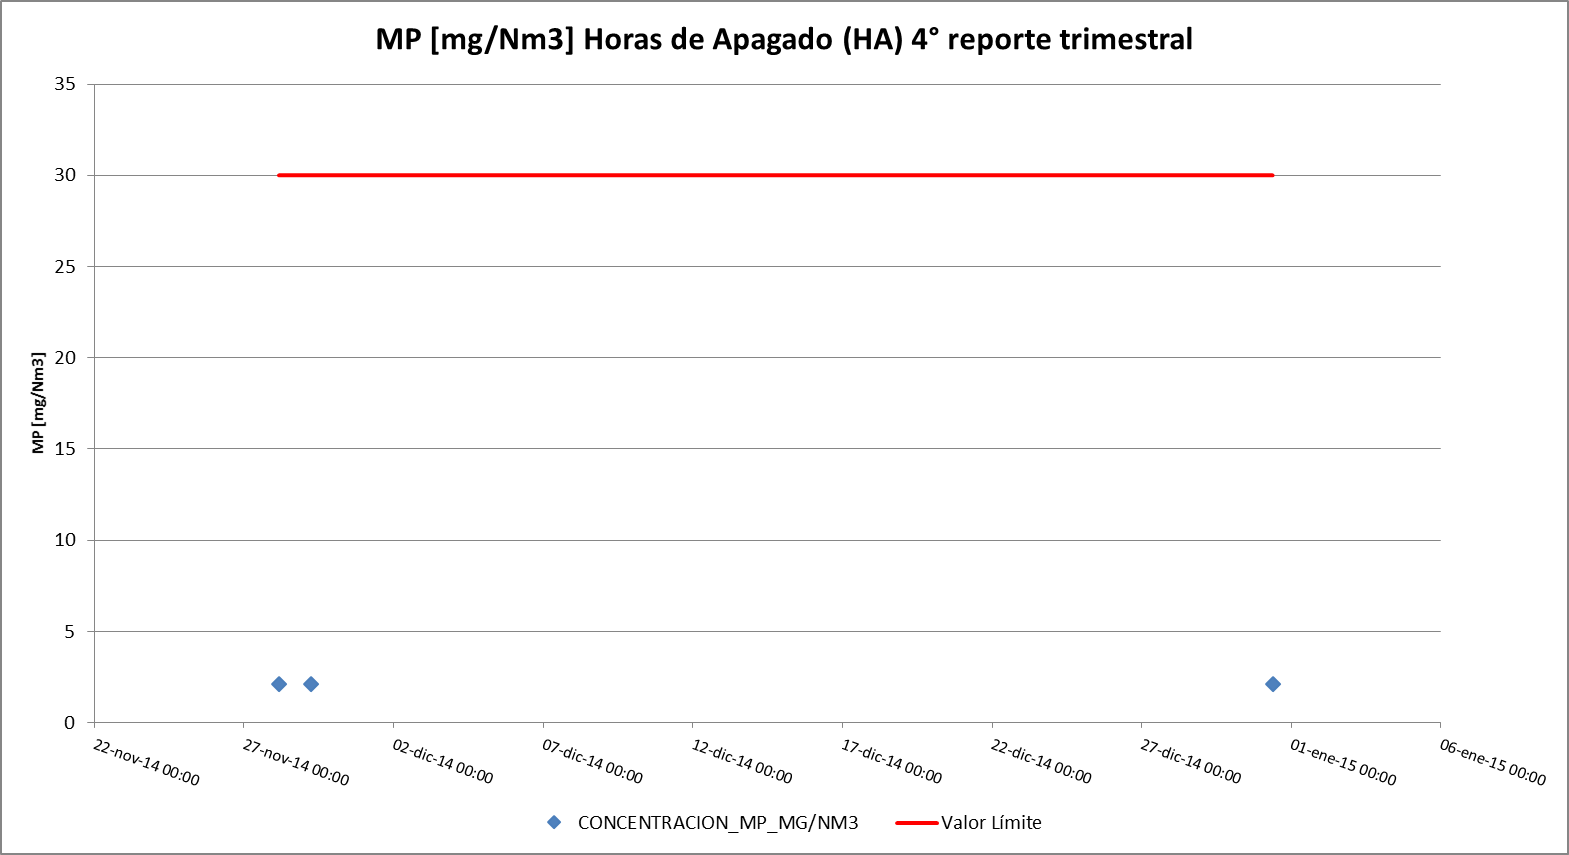 MP [mg/Nm3] Horas de Apagado (HA) 4° reporte trimestral
35
30
25
20
15
10
5
0
MP [mg/Nm3]
22-nov-14 00:00
27-nov-14 00:00
02-dic-14 00:00
07-dic-14 00:00
12-dic-14 00:00
17-dic-14 00:00
22-dic-14 00:00
27-dic-14 00:00
01-ene-15 00:00
06-ene-15 00:00
CONCENTRACION_MP_MG/NM3
Valor Límite